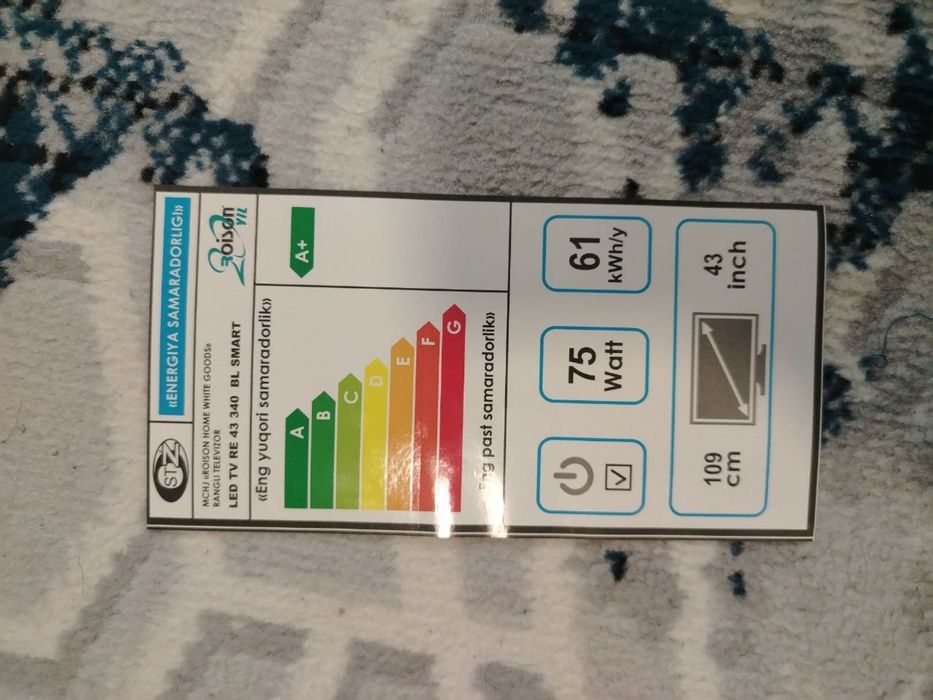 STZ
«ENERGIYA SAMARADORLIGI»
MCHJ «ROISON HOME WHITE GOODS»
RANGLI TELEVIZOR
LED TV RE 43 340 BL SMART
Roison
«Eng yuqori samaradorlik»
A
B
C
D
E
F
G
A+
Eng past samaradorlik»
75
Watt
61
kWh/y
109
cm
43
inch